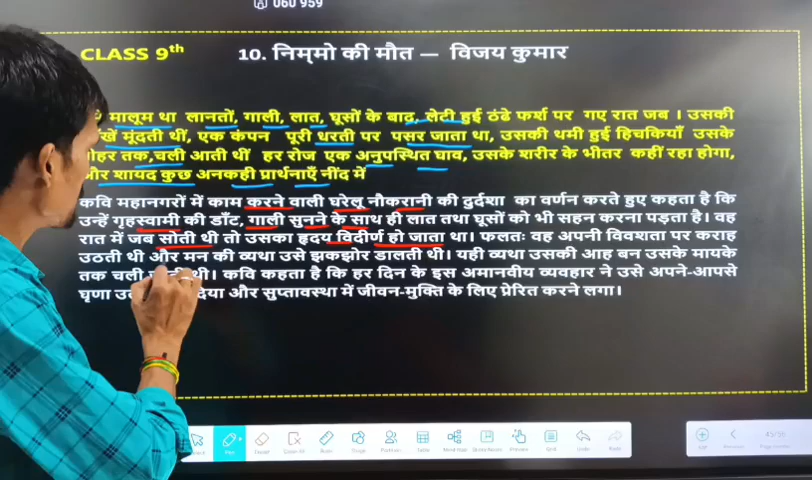 060 959
CLASS 9th 10. निम्मो की मौत — विजय कुमार
मालूम था लानतों, गाली, लात, घूसों के बाद, लेटी हुई ठंढे फर्श पर गए रात जब । उसकी
मूंदती थीं, एक कंपन पूरी धरती पर पसर जाता था, उसकी थमी हुई हिचकियाँ उसके
तक,चली आती थीं हर रोज एक अनुपस्थित घाव, उसके शरीर के भीतर कहीं रहा होगा,
और शायद कुछ अनकही प्रार्थनाएँ नींद में
कवि महानगरों में काम करने वाली घरेलू नौकरानी की दुर्दशा का वर्णन करते हुए कहता है कि
उन्हें गृहस्वामी की डाँट, गाली सुनने के साथ ही लात तथा घूसों को भी सहन करना पड़ता है। वह
रात में जब सोती थी तो उसका हृदय विदीर्ण हो जाता था। फलतः वह अपनी विवशता पर कराह
उठती थी और मन की व्यथा उसे झकझोर डालती थी। यही व्यथा उसकी आह बन उसके मायके
तक चली थी। कवि कहता है कि हर दिन के इस अमानवीय व्यवहार ने उसे अपने-आपसे
घृणा दिया और सुप्तावस्था में जीवन-मुक्ति के लिए प्रेरित करने लगा।